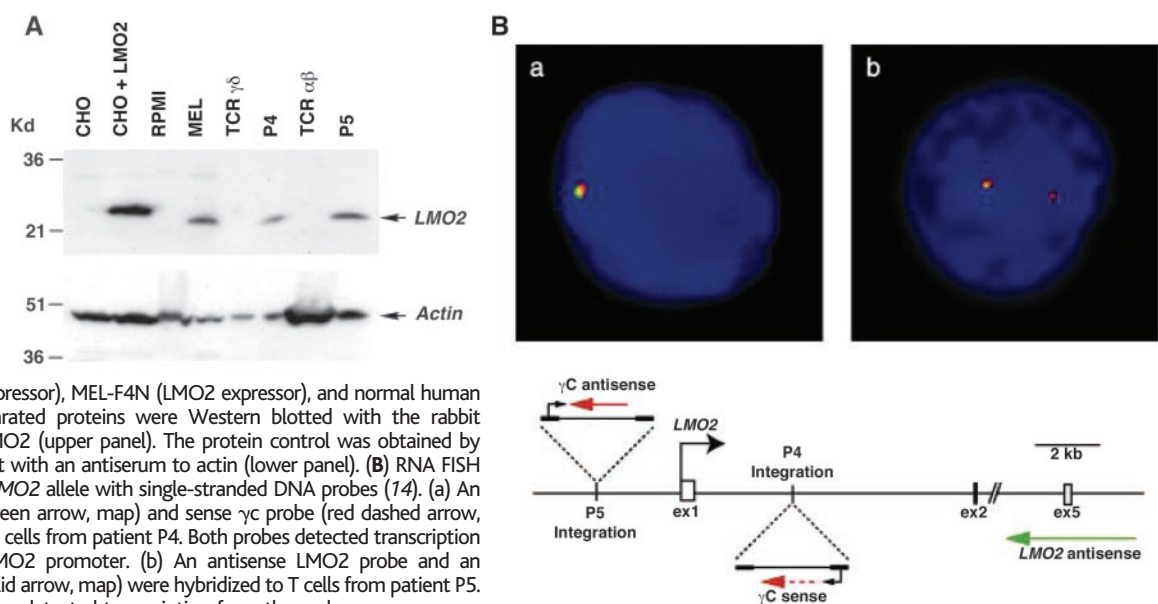 A
B
CHO
CHO + LMO2
RPMI
MEL
TCR γδ
P4
TCR αβ
P5
Kd
36
21
LMO2
51
Actin
36
a
b
pressor), MEL-F4N (LMO2 expressor), and normal human
arated proteins were Western blotted with the rabbit
MO2 (upper panel). The protein control was obtained by
t with an antiserum to actin (lower panel). (B) RNA FISH
MO2 allele with single-stranded DNA probes (14). (a) An
een arrow, map) and sense γc probe (red dashed arrow,
cells from patient P4. Both probes detected transcription
MO2 promoter. (b) An antisense LMO2 probe and an
lid arrow, map) were hybridized to T cells from patient P5.
γC antisense
LMO2
P4
Integration
2 kb
ex1
P5
Integration
ex2
ex5
LMO2 antisense
γC sense